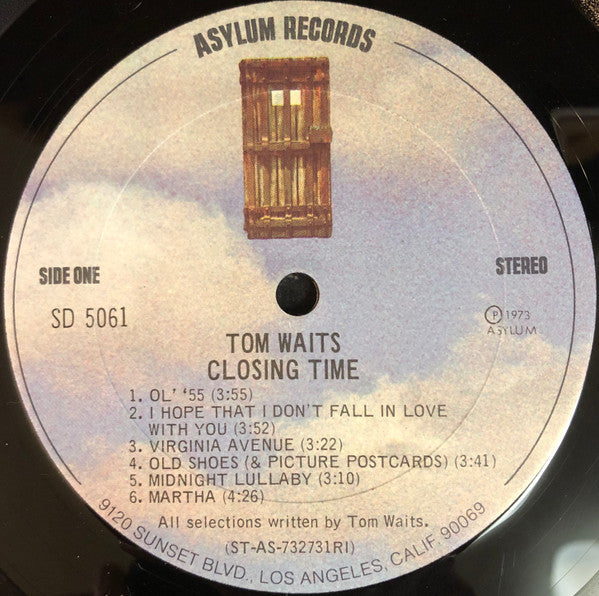 ASYLUM RECORDS
SIDE ONE
STEREO
SD 5061
Ⓟ 1973
ASYLUM
TOM WAITS
CLOSING TIME
1. OL' '55 (3:55)
2. I HOPE THAT I DON'T FALL IN LOVE
WITH YOU (3:52)
3. VIRGINIA AVENUE (3:22)
4. OLD SHOES (& PICTURE POSTCARDS) (3:41)
5. MIDNIGHT LULLABY (3:10)
6. MARTHA (4:26)
All selections written by Tom Waits.
(ST-AS-732731RI)
9120 SUNSET BLVD., LOS ANGELES, CALIF. 90069